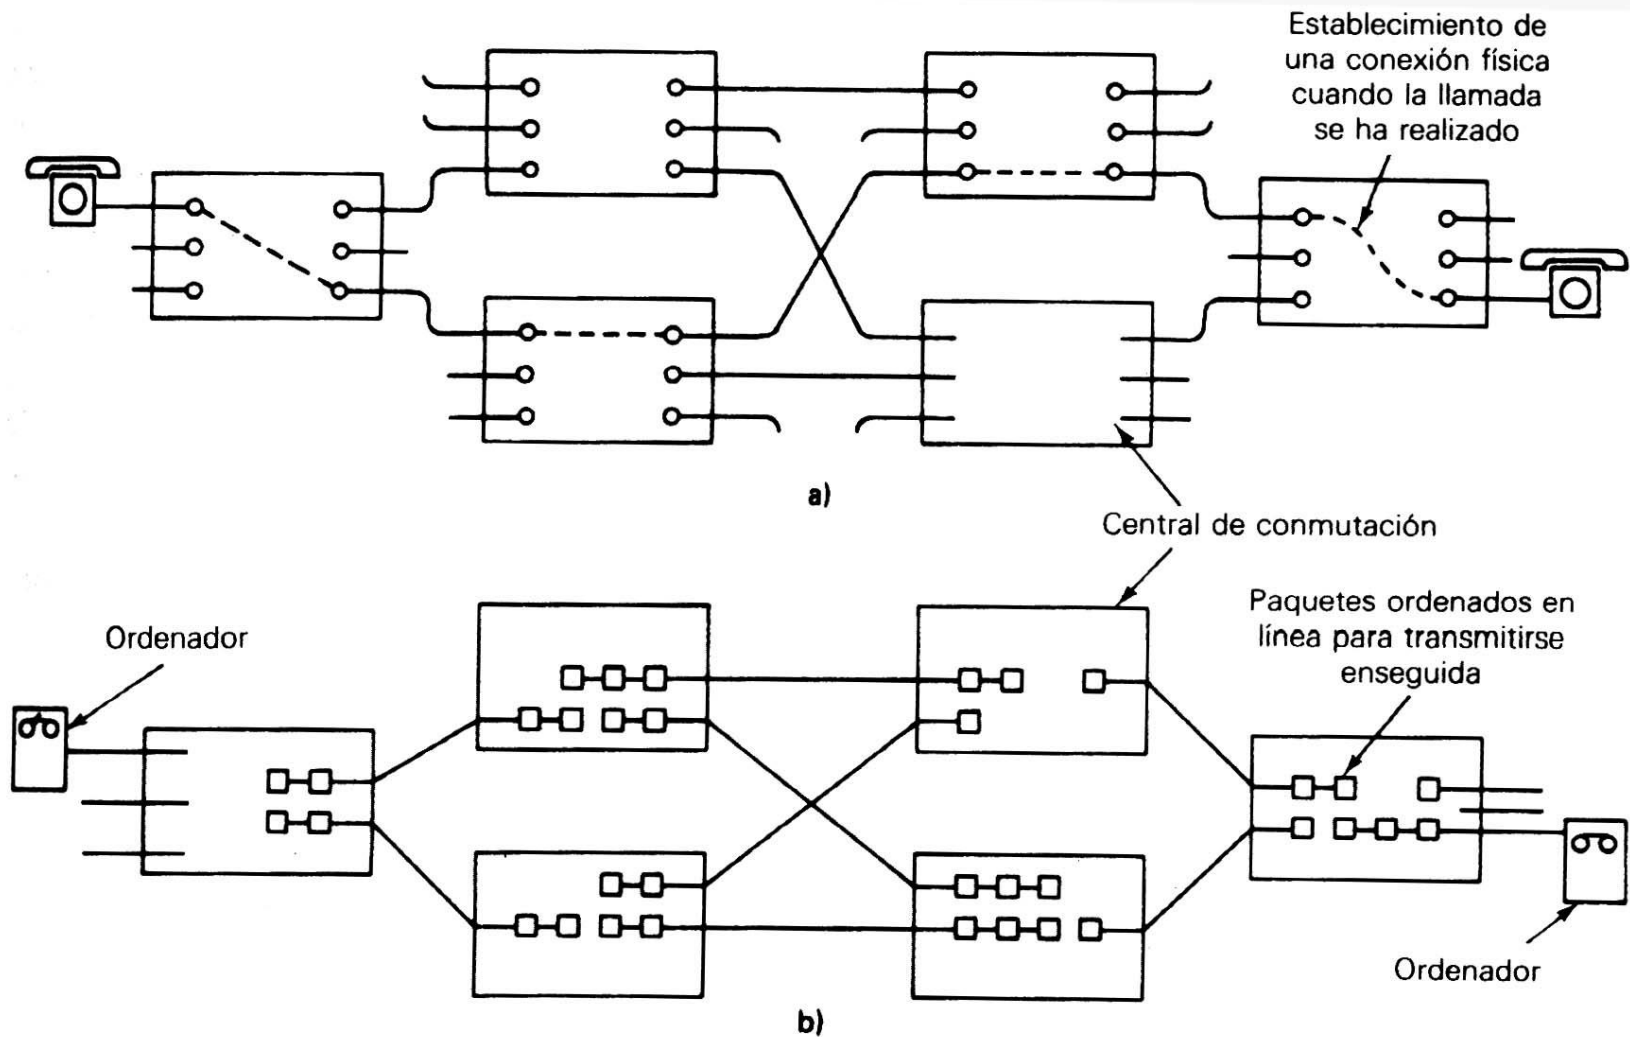 Establecimiento de
una conexión física
cuando la llamada
se ha realizado
a)
Central de conmutación
Ordenador
Paquetes ordenados en
línea para transmitirse
enseguida
Ordenador
b)